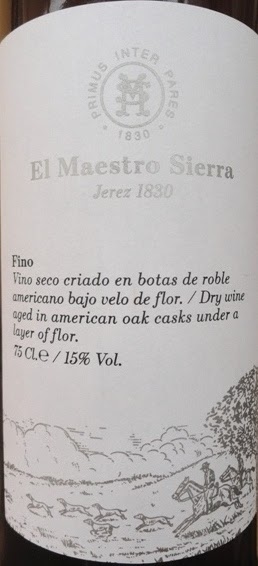 PRIMUS INTER PARES
· 1830 ·
El Maestro Sierra
Jerez 1830
Fino
Vino seco criado en botas de roble
americano bajo velo de flor. / Dry wine
aged in american oak casks under a
layer of flor.
75 Cl.e / 15% Vol.